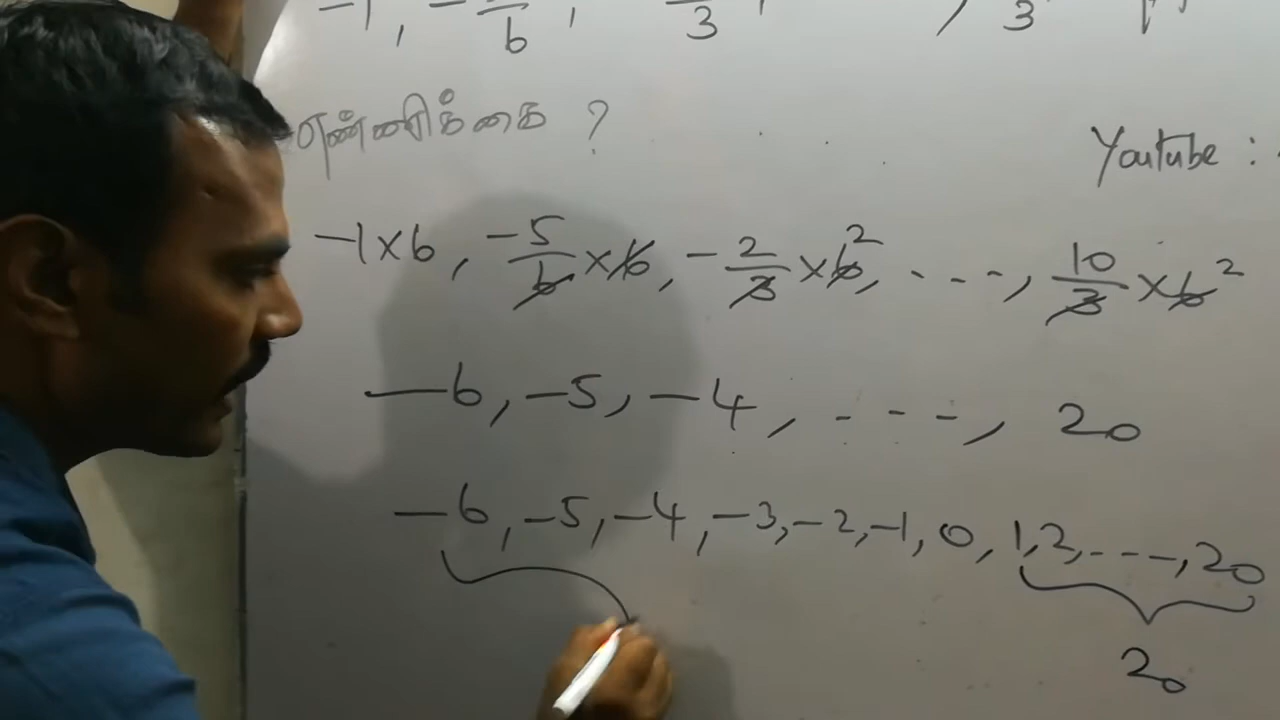 -1, - /6, /3 , /3
எண்ணிக்கை ?
Youtube :
-1×6, -5/6×6, -2/3×6², ..., 10/3×6²
-6, -5, -4, ..., 20
-6, -5, -4, -3, -2, -1, 0, 1, 2, ..., 20
20